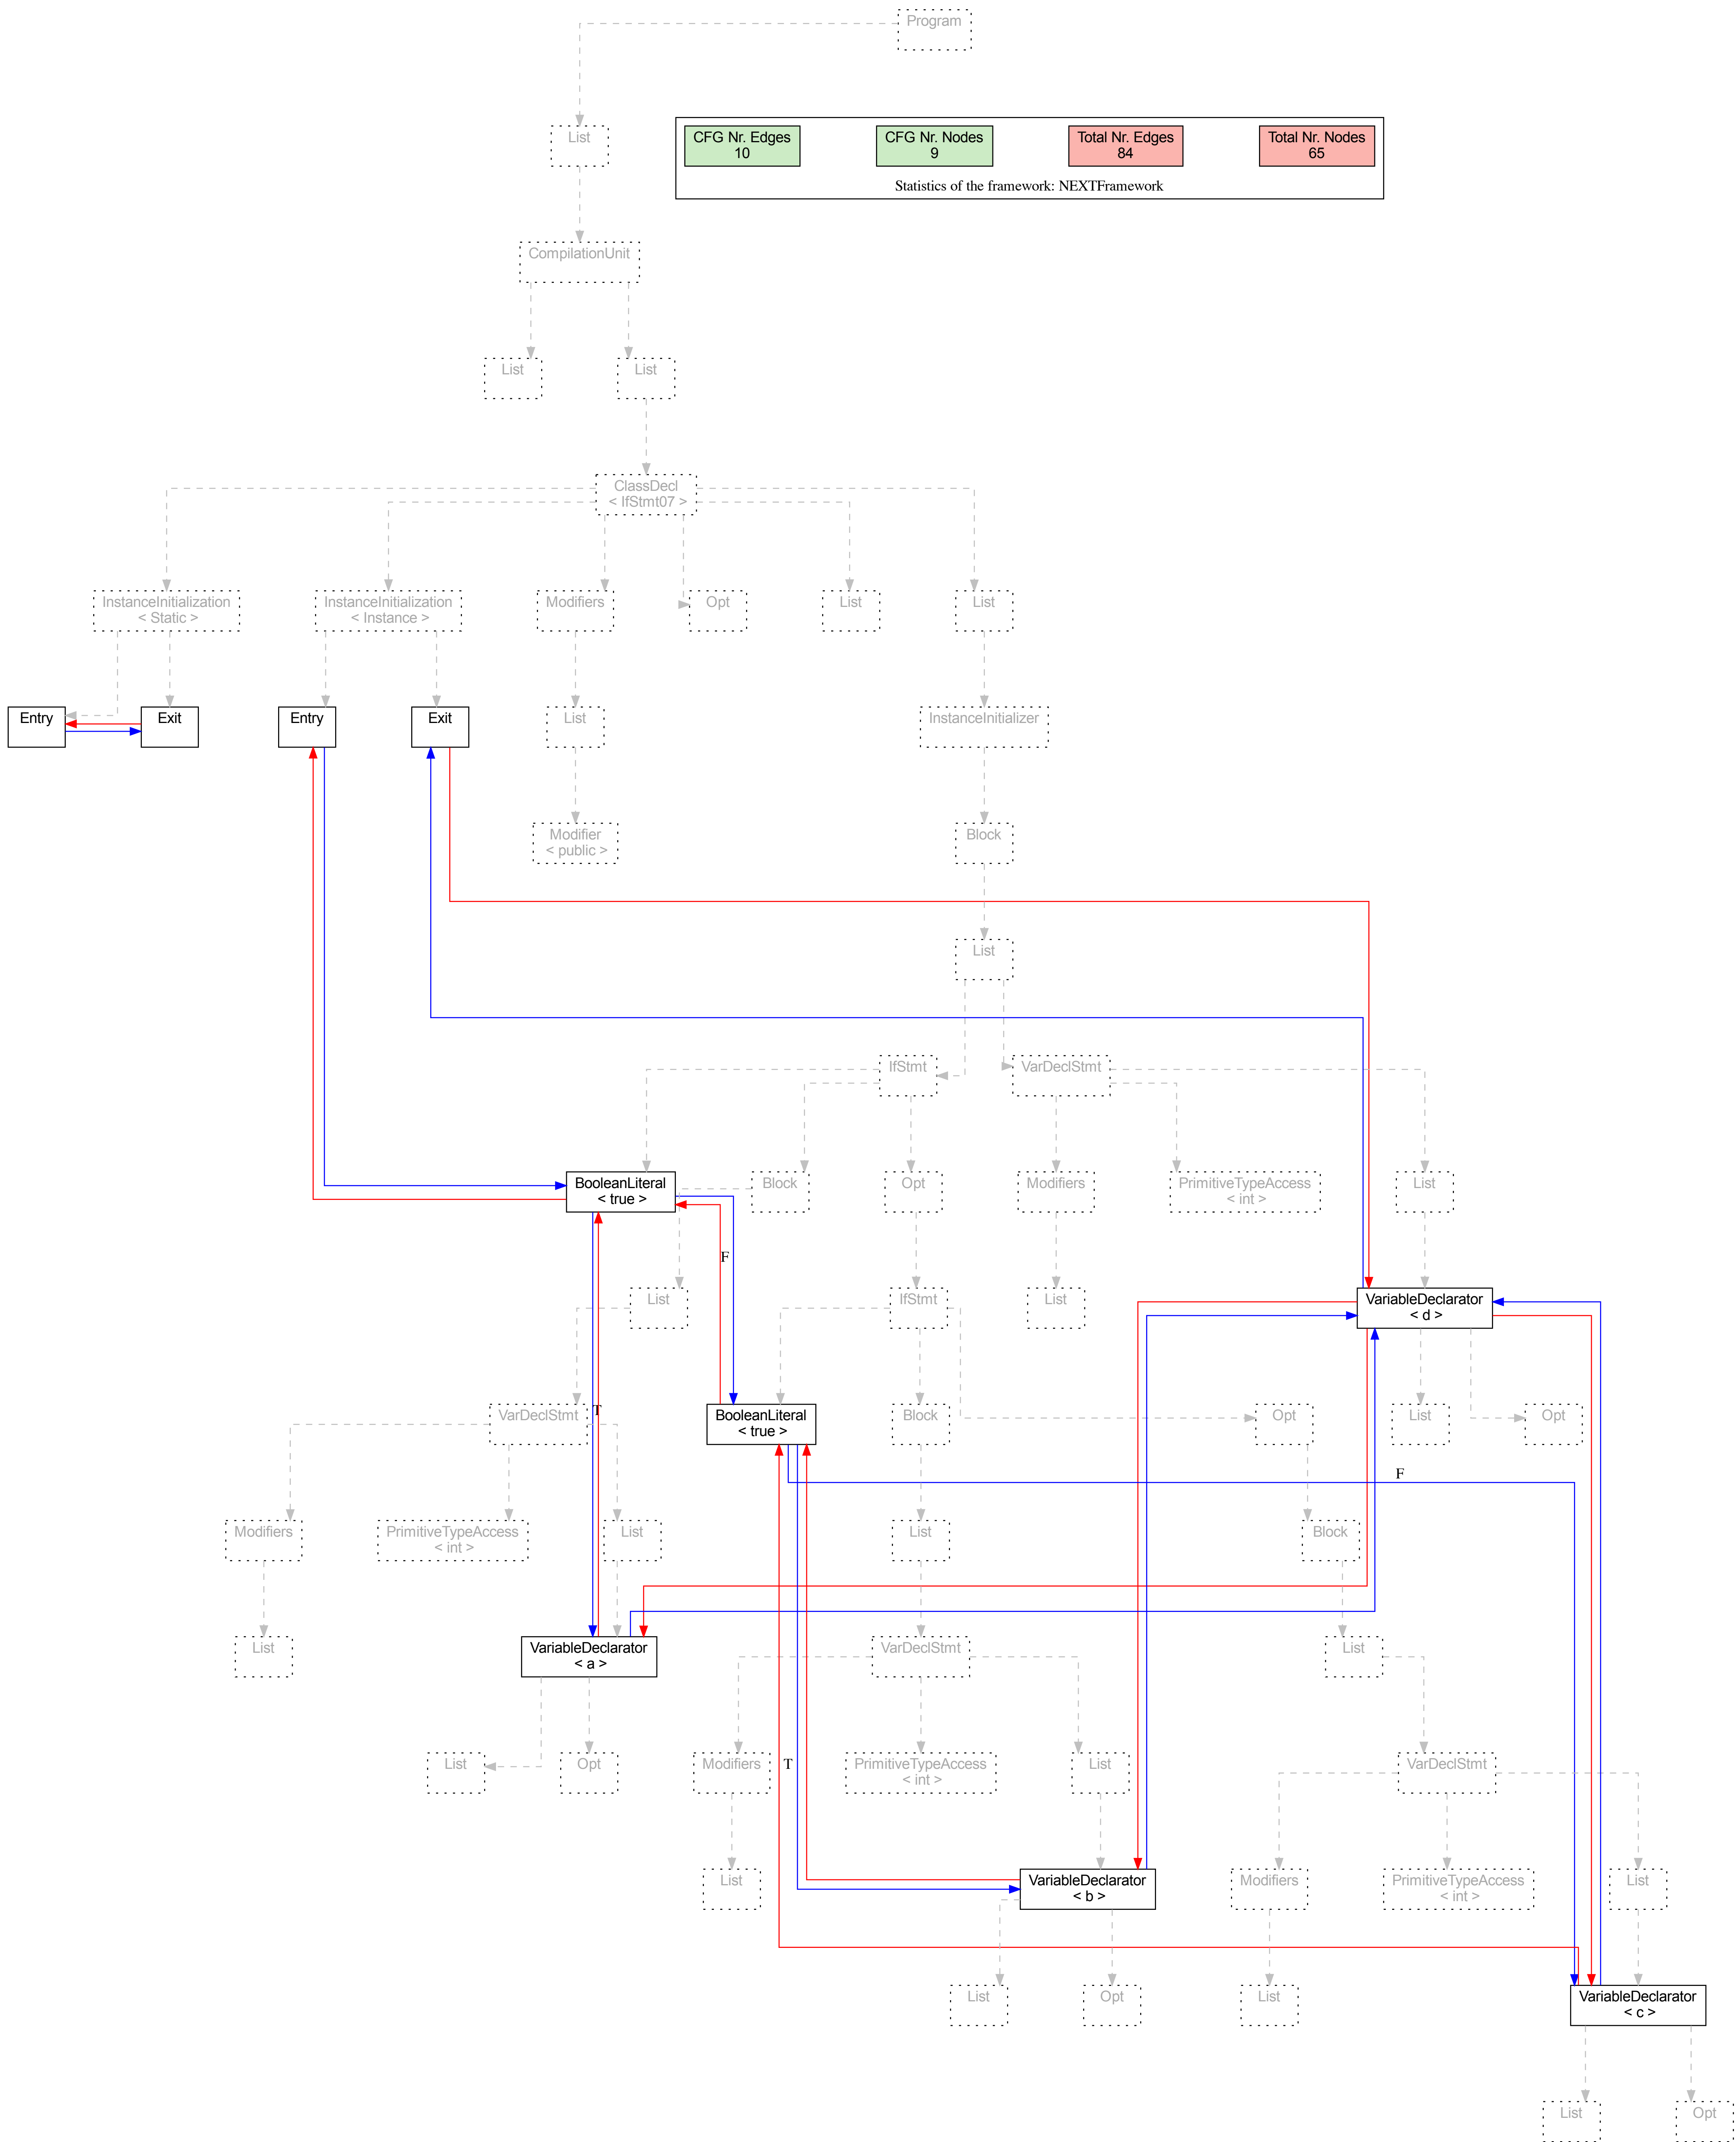 Program
List
CFG Nr. Edges
10
CFG Nr. Nodes
9
Total Nr. Edges
84
Total Nr. Nodes
65
Statistics of the framework: NEXTFramework
CompilationUnit
List
List
ClassDecl
< IfStmt07 >
InstanceInitialization
< Static >
InstanceInitialization
< Instance >
Modifiers
Opt
List
List
Entry
Exit
Entry
Exit
List
InstanceInitializer
Modifier
< public >
Block
List
IfStmt
VarDeclStmt
BooleanLiteral
< true >
Block
Opt
Modifiers
PrimitiveTypeAccess
< int >
List
F
List
IfStmt
List
VariableDeclarator
< d >
VarDeclStmt
T
BooleanLiteral
< true >
Block
Opt
List
Opt
F
Modifiers
PrimitiveTypeAccess
< int >
List
List
Block
List
VariableDeclarator
< a >
VarDeclStmt
List
List
Opt
Modifiers
T
PrimitiveTypeAccess
< int >
List
VarDeclStmt
List
VariableDeclarator
< b >
Modifiers
PrimitiveTypeAccess
< int >
List
List
Opt
List
VariableDeclarator
< c >
List
Opt